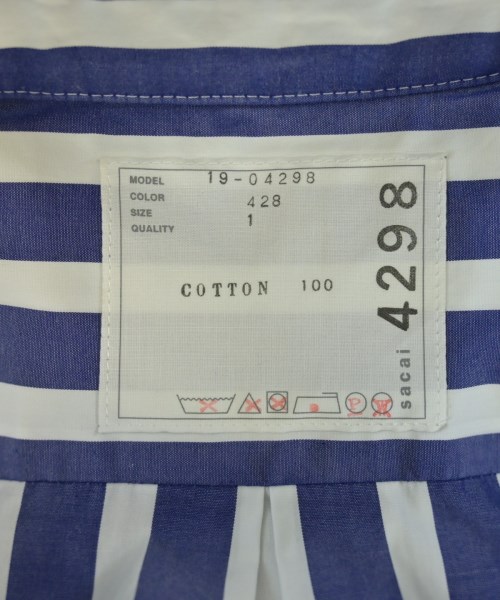 MODEL 19-04298
COLOR 428
SIZE 1
QUALITY
COTTON 100
P W
sacai 4298